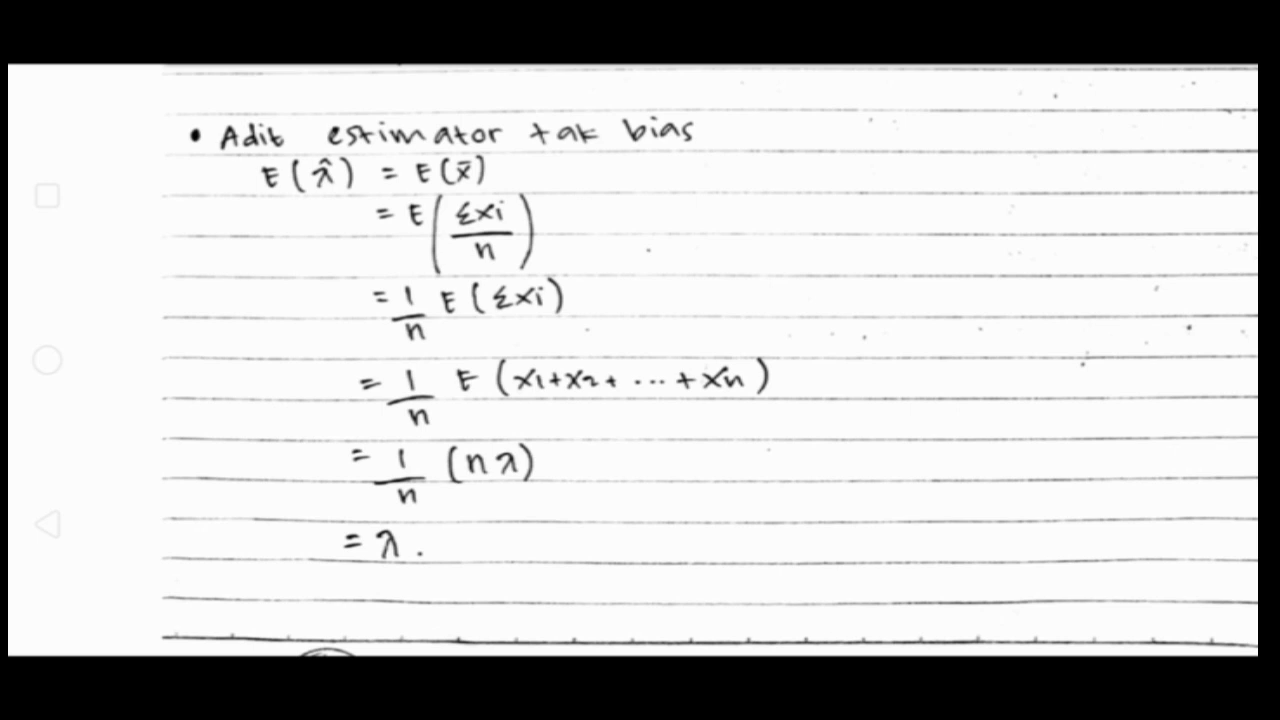 • Adit estimator tak bias
E(λ̂) = E(x̄)
= E(Σxi/n)
= 1/n E(Σxi)
= 1/n E(x1+x2+ ... +xn)
= 1/n (nλ)
= λ.